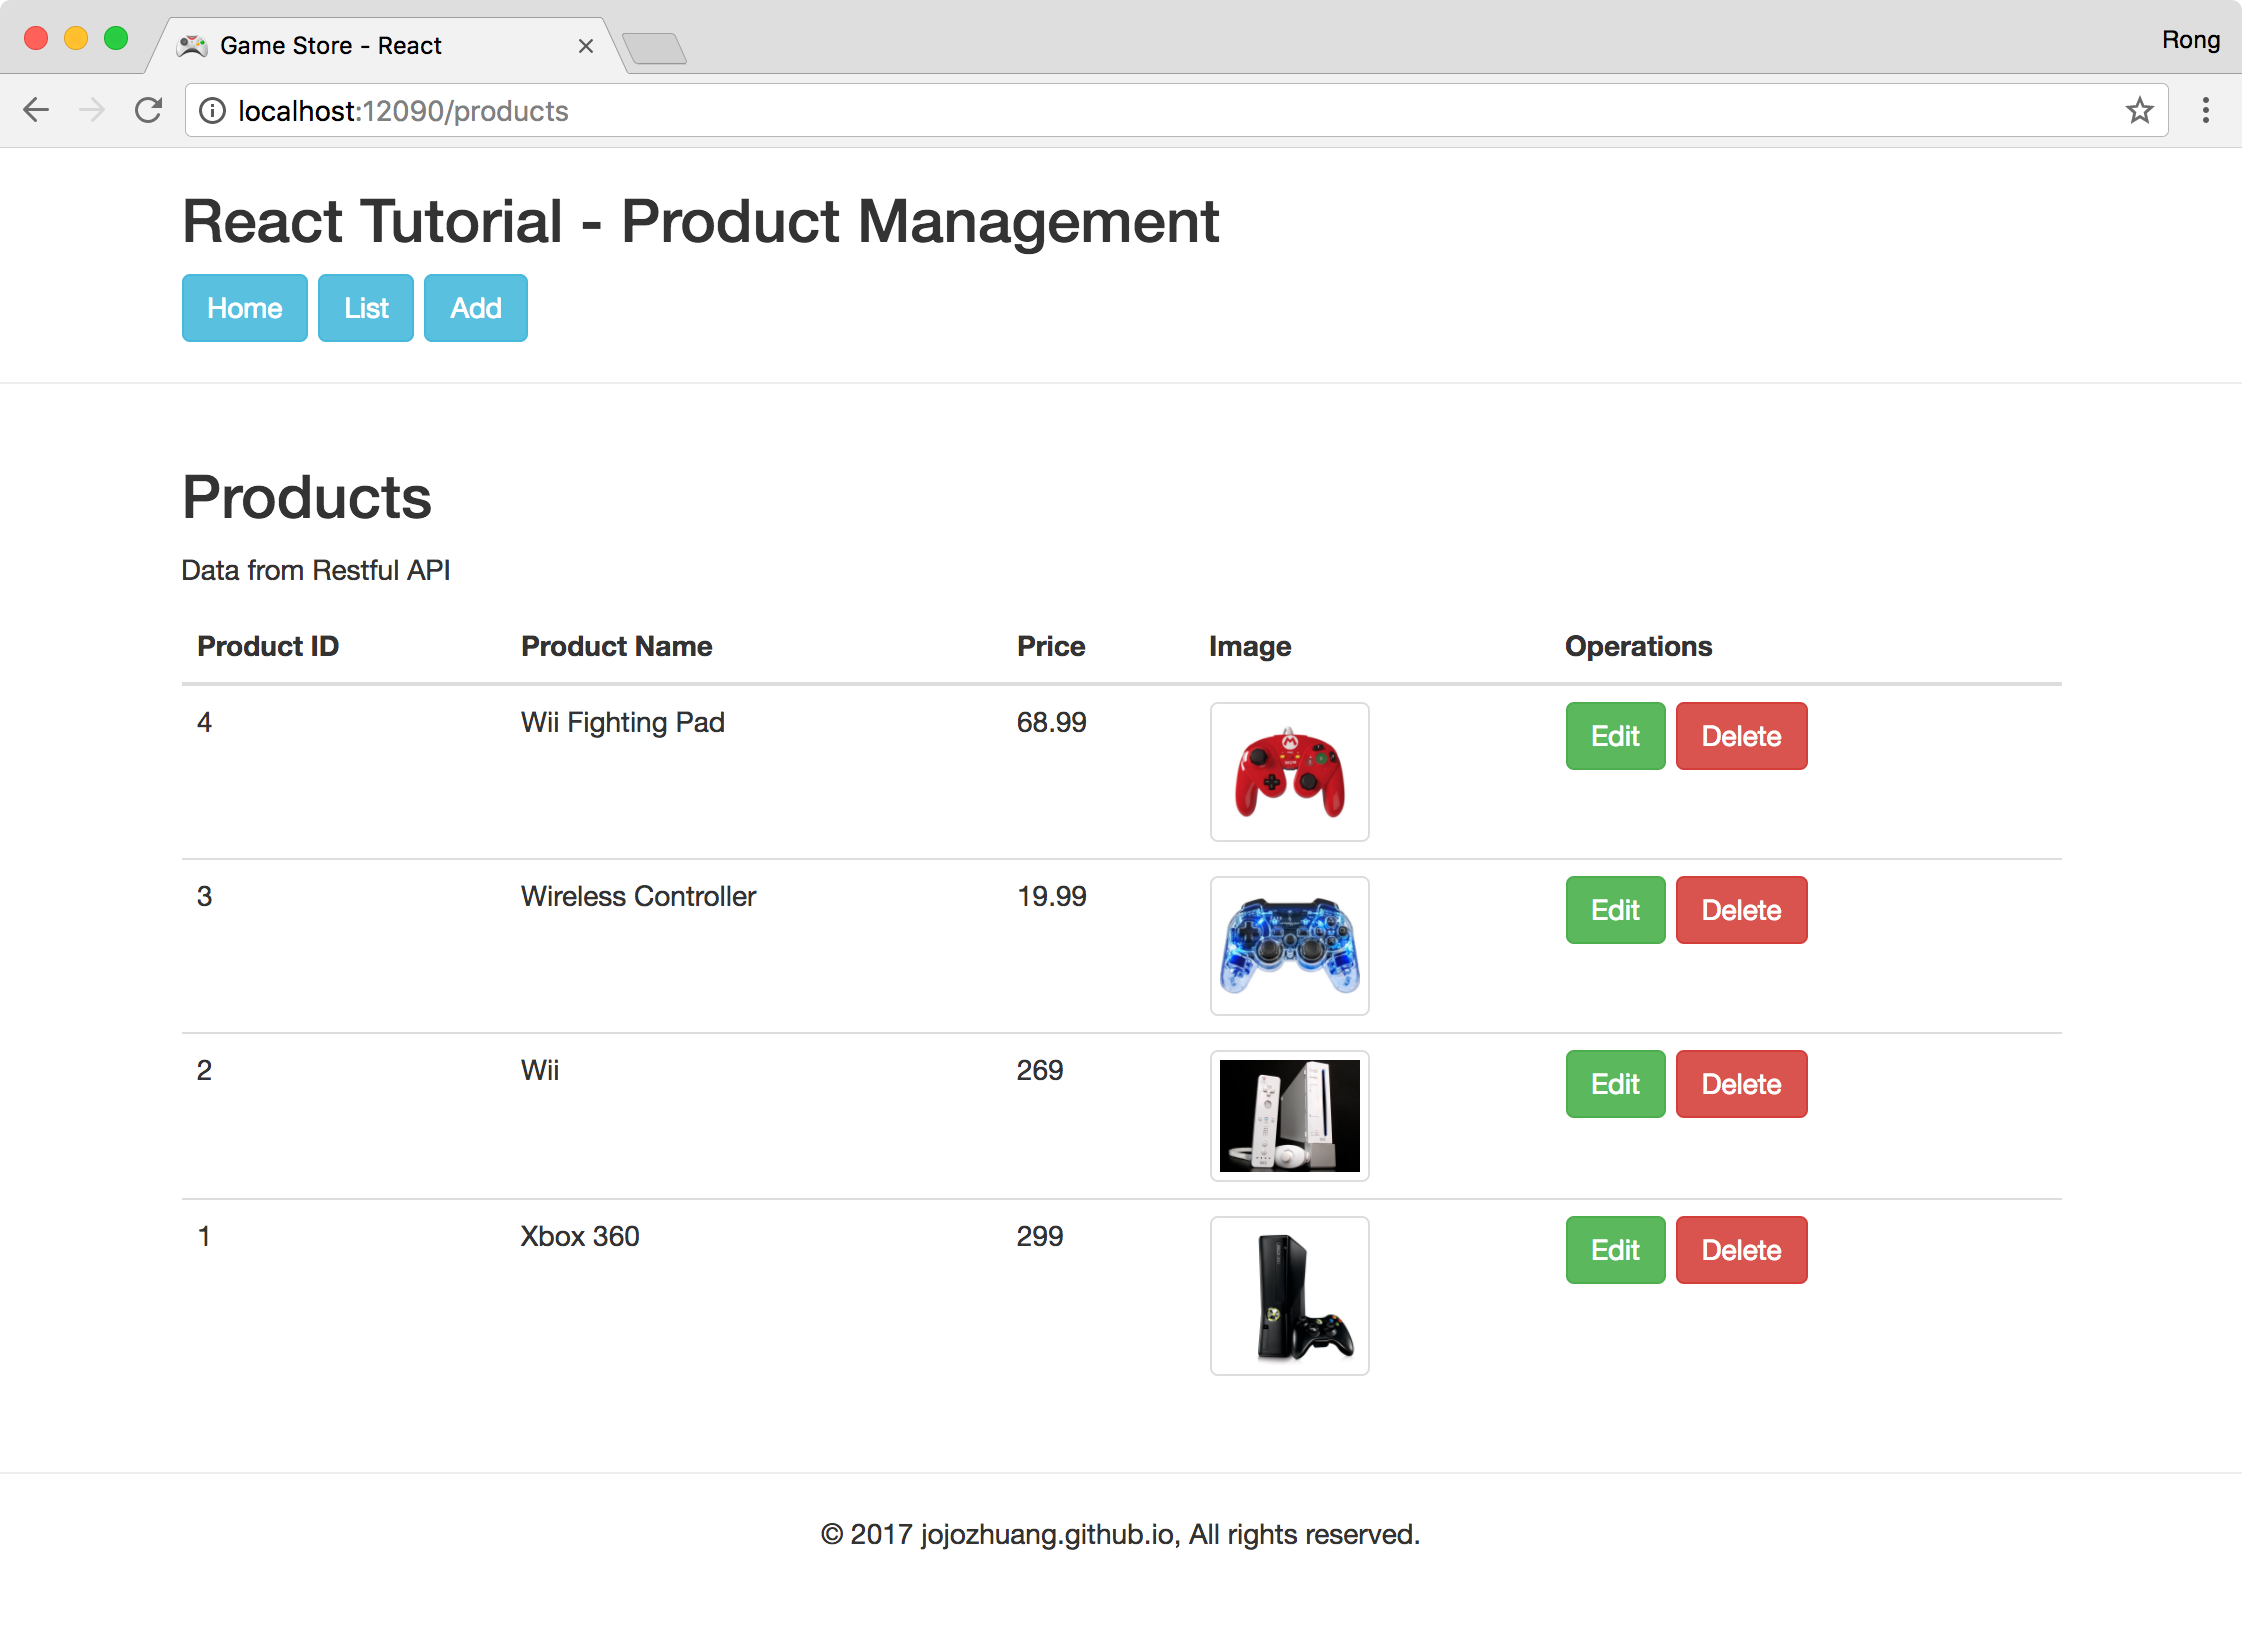 Game Store - React
Rong
localhost:12090/products
React Tutorial - Product Management
Home List Add
Products
Data from Restful API
Product ID Product Name Price Image Operations
4 Wii Fighting Pad 68.99 Edit Delete
3 Wireless Controller 19.99 Edit Delete
2 Wii 269 Edit Delete
1 Xbox 360 299 Edit Delete
© 2017 jojozhuang.github.io, All rights reserved.